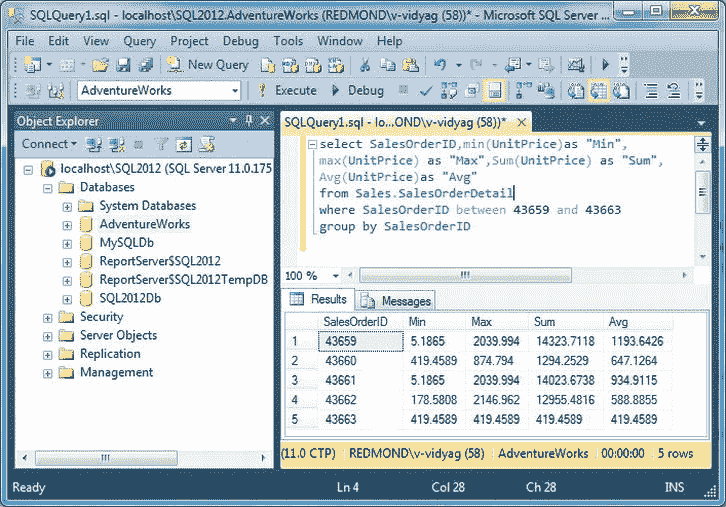 SQLQuery1.sql - localhost\SQL2012.AdventureWorks (REDMOND\v-vidyag (58))* - Microsoft SQL Server ...
File Edit View Query Project Debug Tools Window Help
New Query
AdventureWorks Execute Debug
Object Explorer
Connect
localhost\SQL2012 (SQL Server 11.0.175
Databases
System Databases
AdventureWorks
MySQLDb
ReportServer$SQL2012
ReportServer$SQL2012TempDB
SQL2012Db
Security
Server Objects
Replication
Management
SQLQuery1.sql - lo...OND\v-vidyag (58))*
select SalesOrderID,min(UnitPrice)as "Min",
max(UnitPrice) as "Max",Sum(UnitPrice) as "Sum",
Avg(UnitPrice)as "Avg"
from Sales.SalesOrderDetail
where SalesOrderID between 43659 and 43663
group by SalesOrderID
100 %
Results Messages
SalesOrderID Min Max Sum Avg
1 43659 5.1865 2039.994 14323.7118 1193.6426
2 43660 419.4589 874.794 1294.2529 647.1264
3 43661 5.1865 2039.994 14023.6738 934.9115
4 43662 178.5808 2146.962 12955.4816 588.8855
5 43663 419.4589 419.4589 419.4589 419.4589
(11.0 CTP) REDMOND\v-vidyag (58) AdventureWorks 00:00:00 5 rows
Ready Ln 4 Col 28 Ch 28 INS